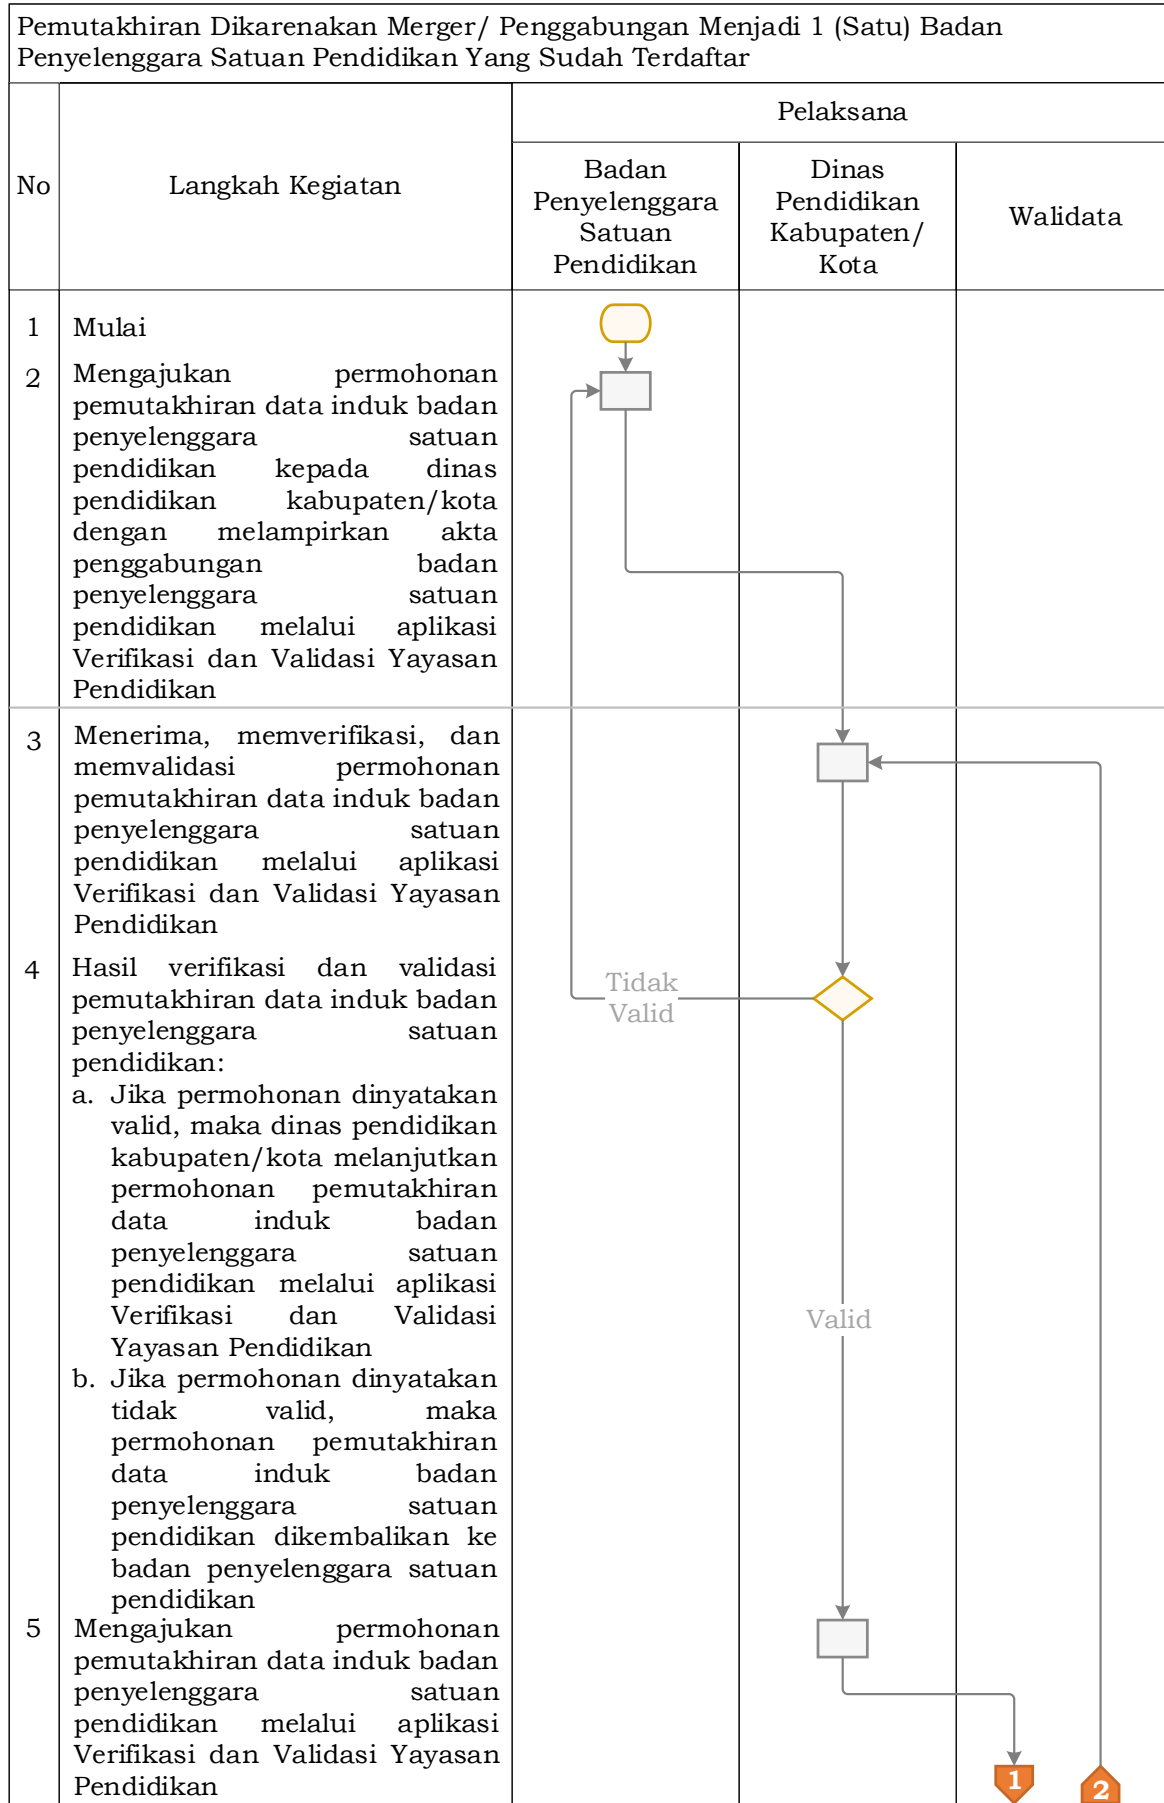 Pemutakhiran Dikarenakan Merger/ Penggabungan Menjadi 1 (Satu) Badan
Penyelenggara Satuan Pendidikan Yang Sudah Terdaftar
No
Langkah Kegiatan
Pelaksana
Badan
Penyelenggara
Satuan
Pendidikan
Dinas
Pendidikan
Kabupaten/
Kota
Walidata
1
Mulai
2
Mengajukan permohonan
pemutakhiran data induk badan
penyelenggara satuan
pendidikan kepada dinas
pendidikan kabupaten/kota
dengan melampirkan akta
penggabungan badan
penyelenggara satuan
pendidikan melalui aplikasi
Verifikasi dan Validasi Yayasan
Pendidikan
3
Menerima, memverifikasi, dan
memvalidasi permohonan
pemutakhiran data induk badan
penyelenggara satuan
pendidikan melalui aplikasi
Verifikasi dan Validasi Yayasan
Pendidikan
4
Hasil verifikasi dan validasi
pemutakhiran data induk badan
penyelenggara satuan
pendidikan:
a. Jika permohonan dinyatakan
valid, maka dinas pendidikan
kabupaten/kota melanjutkan
permohonan pemutakhiran
data induk badan
penyelenggara satuan
pendidikan melalui aplikasi
Verifikasi dan Validasi
Yayasan Pendidikan
b. Jika permohonan dinyatakan
tidak valid, maka
permohonan pemutakhiran
data induk badan
penyelenggara satuan
pendidikan dikembalikan ke
badan penyelenggara satuan
pendidikan
Tidak
Valid
Valid
5
Mengajukan permohonan
pemutakhiran data induk badan
penyelenggara satuan
pendidikan melalui aplikasi
Verifikasi dan Validasi Yayasan
Pendidikan
1
2